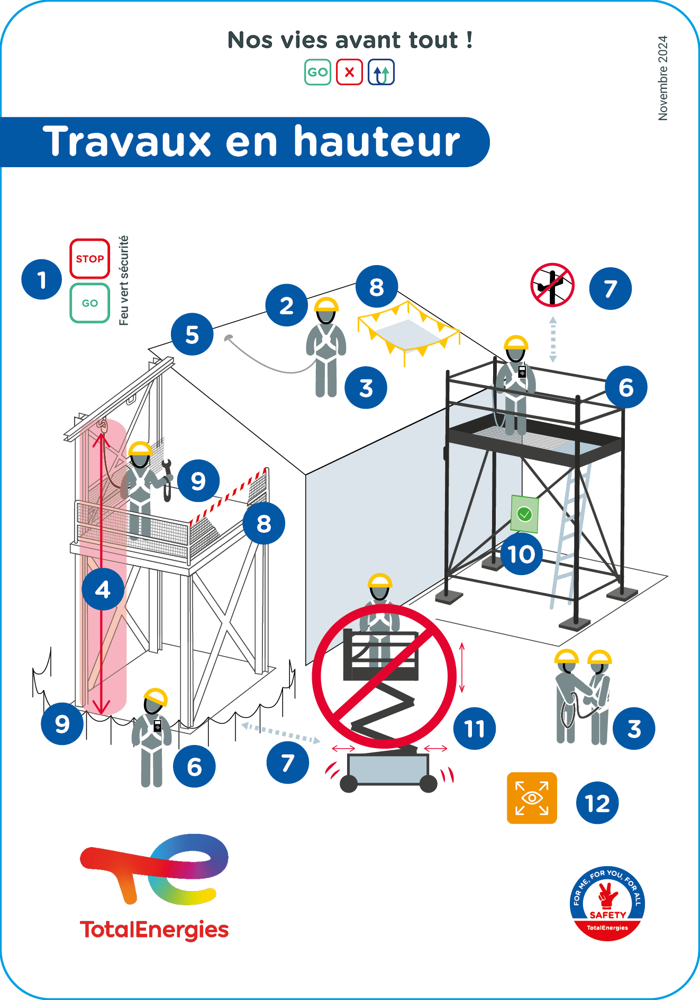 Nos vies avant tout !
GO X
Novembre 2024
Travaux en hauteur
1
STOP
GO
Feu vert sécurité
8
7
2
5
3
6
9
8
10
4
9
11
3
6
7
12
TotalEnergies
FOR ME, FOR YOU, FOR ALL
SAFETY
TotalEnergies